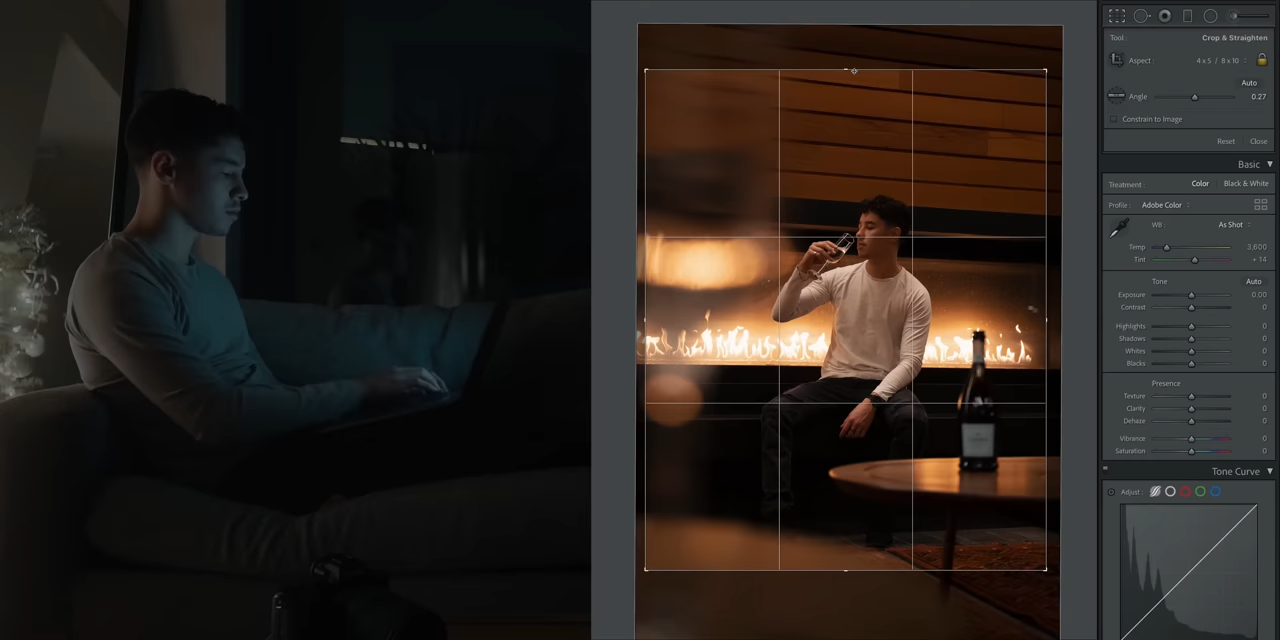 Tool : Crop & Straighten
Aspect : 4 x 5 / 8 x 10
Auto
Angle 0.27
Constrain to Image
Reset Close
Basic
Treatment : Color Black & White
Profile : Adobe Color
WB As Shot
Temp 3,600
Tint + 14
Tone Auto
Exposure 0.00
Contrast 0
Highlights 0
Shadows 0
Whites 0
Blacks 0
Presence
Texture 0
Clarity 0
Dehaze 0
Vibrance 0
Saturation 0
Tone Curve
Adjust :